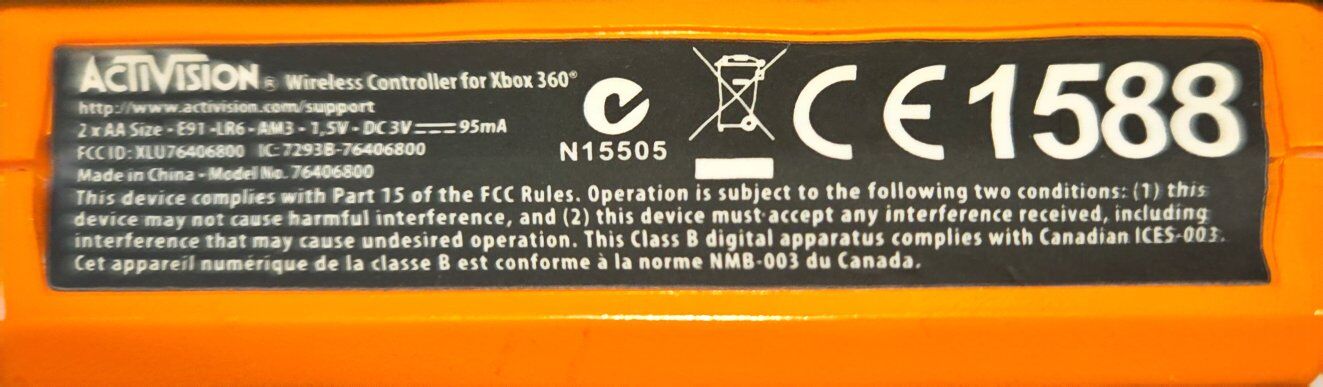 ACTIVISION® Wireless Controller for Xbox 360®
http://www.activision.com/support
2 x AA Size - E91 -LR6 - AM3 - 1,5V - DC 3V 95mA
FCC ID: XLU76406800 IC: 7293B-76406800
Made in China - Model No. 76406800
N15505
CE1588
This device complies with Part 15 of the FCC Rules. Operation is subject to the following two conditions: (1) this
device may not cause harmful interference, and (2) this device must accept any interference received, including
interference that may cause undesired operation. This Class B digital apparatus complies with Canadian ICES-003.
Cet appareil numérique de la classe B est conforme à la norme NMB-003 du Canada.